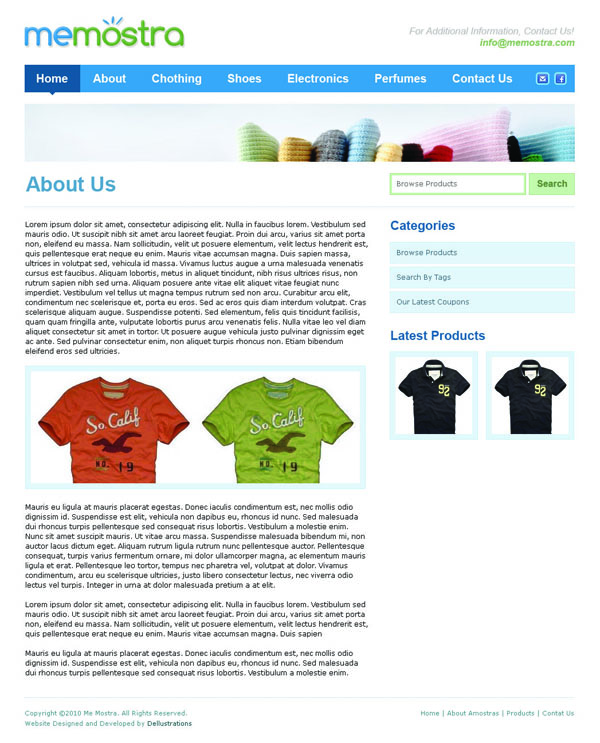 memostra
For Additional Information, Contact Us!
info@memostra.com
Home About Chothing Shoes Electronics Perfumes Contact Us
About Us
Browse Products Search
Lorem ipsum dolor sit amet, consectetur adipiscing elit. Nulla in faucibus lorem. Vestibulum sed
mauris odio. Ut suscipit nibh sit amet arcu laoreet feugiat. Proin dui arcu, varius sit amet porta
non, eleifend eu massa. Nam sollicitudin, velit ut posuere elementum, velit lectus hendrerit est,
quis pellentesque erat neque eu enim. Mauris vitae accumsan magna. Duis sapien massa,
ultrices in volutpat sed, vehicula id massa. Vivamus luctus augue a urna malesuada venenatis
cursus est faucibus. Aliquam lobortis, metus in aliquet tincidunt, nibh risus ultrices risus, non
rutrum sapien nibh sed urna. Aliquam posuere ante vitae elit aliquet vitae feugiat nunc
imperdiet. Vestibulum vel tellus ut magna tempus rutrum sed non arcu. Curabitur arcu elit,
condimentum nec scelerisque et, porta eu eros. Sed ac eros quis diam interdum volutpat. Cras
scelerisque aliquam augue. Suspendisse potenti. Sed elementum, felis quis tincidunt facilisis,
quam quam fringilla ante, vulputate lobortis purus arcu venenatis felis. Nulla vitae leo vel diam
aliquet consectetur sit amet in tortor. Ut posuere augue vehicula justo pulvinar dignissim eget
ac ante. Sed pulvinar consectetur enim, non aliquet turpis rhoncus non. Etiam bibendum
eleifend eros sed ultricies.
So. Calif
H.O. 19
So. Calif
H.O. 19
Mauris eu ligula at mauris placerat egestas. Donec iaculis condimentum est, nec mollis odio
dignissim id. Suspendisse est elit, vehicula non dapibus eu, rhoncus id nunc. Sed malesuada
dui rhoncus turpis pellentesque sed consequat risus lobortis. Vestibulum a molestie enim.
Nunc sit amet suscipit mauris. Ut vitae arcu massa. Suspendisse malesuada bibendum mi, non
auctor lacus dictum eget. Aliquam rutrum ligula rutrum nunc pellentesque auctor. Pellentesque
consequat, turpis varius fermentum ornare, mi dolor ullamcorper magna, ac elementum mauris
ligula et erat. Pellentesque leo tortor, tempus nec pharetra vel, volutpat at dolor. Vivamus
condimentum, arcu eu scelerisque ultricies, justo libero consectetur lectus, nec viverra odio
lectus vel turpis. Integer in urna at dolor malesuada pretium a at elit.
Lorem ipsum dolor sit amet, consectetur adipiscing elit. Nulla in faucibus lorem. Vestibulum sed
mauris odio. Ut suscipit nibh sit amet arcu laoreet feugiat. Proin dui arcu, varius sit amet porta
non, eleifend eu massa. Nam sollicitudin, velit ut posuere elementum, velit lectus hendrerit est,
quis pellentesque erat neque eu enim. Mauris vitae accumsan magna. Duis sapien
Mauris eu ligula at mauris placerat egestas. Donec iaculis condimentum est, nec mollis odio
dignissim id. Suspendisse est elit, vehicula non dapibus eu, rhoncus id nunc. Sed malesuada
dui rhoncus turpis pellentesque sed consequat risus lobortis. Vestibulum a molestie enim.
Categories
Browse Products
Search By Tags
Our Latest Coupons
Latest Products
92
92
Copyright ©2010 Me Mostra. All Rights Reserved.
Website Designed and Developed by Dellustrations
Home | About Amostras | Products | Contat Us